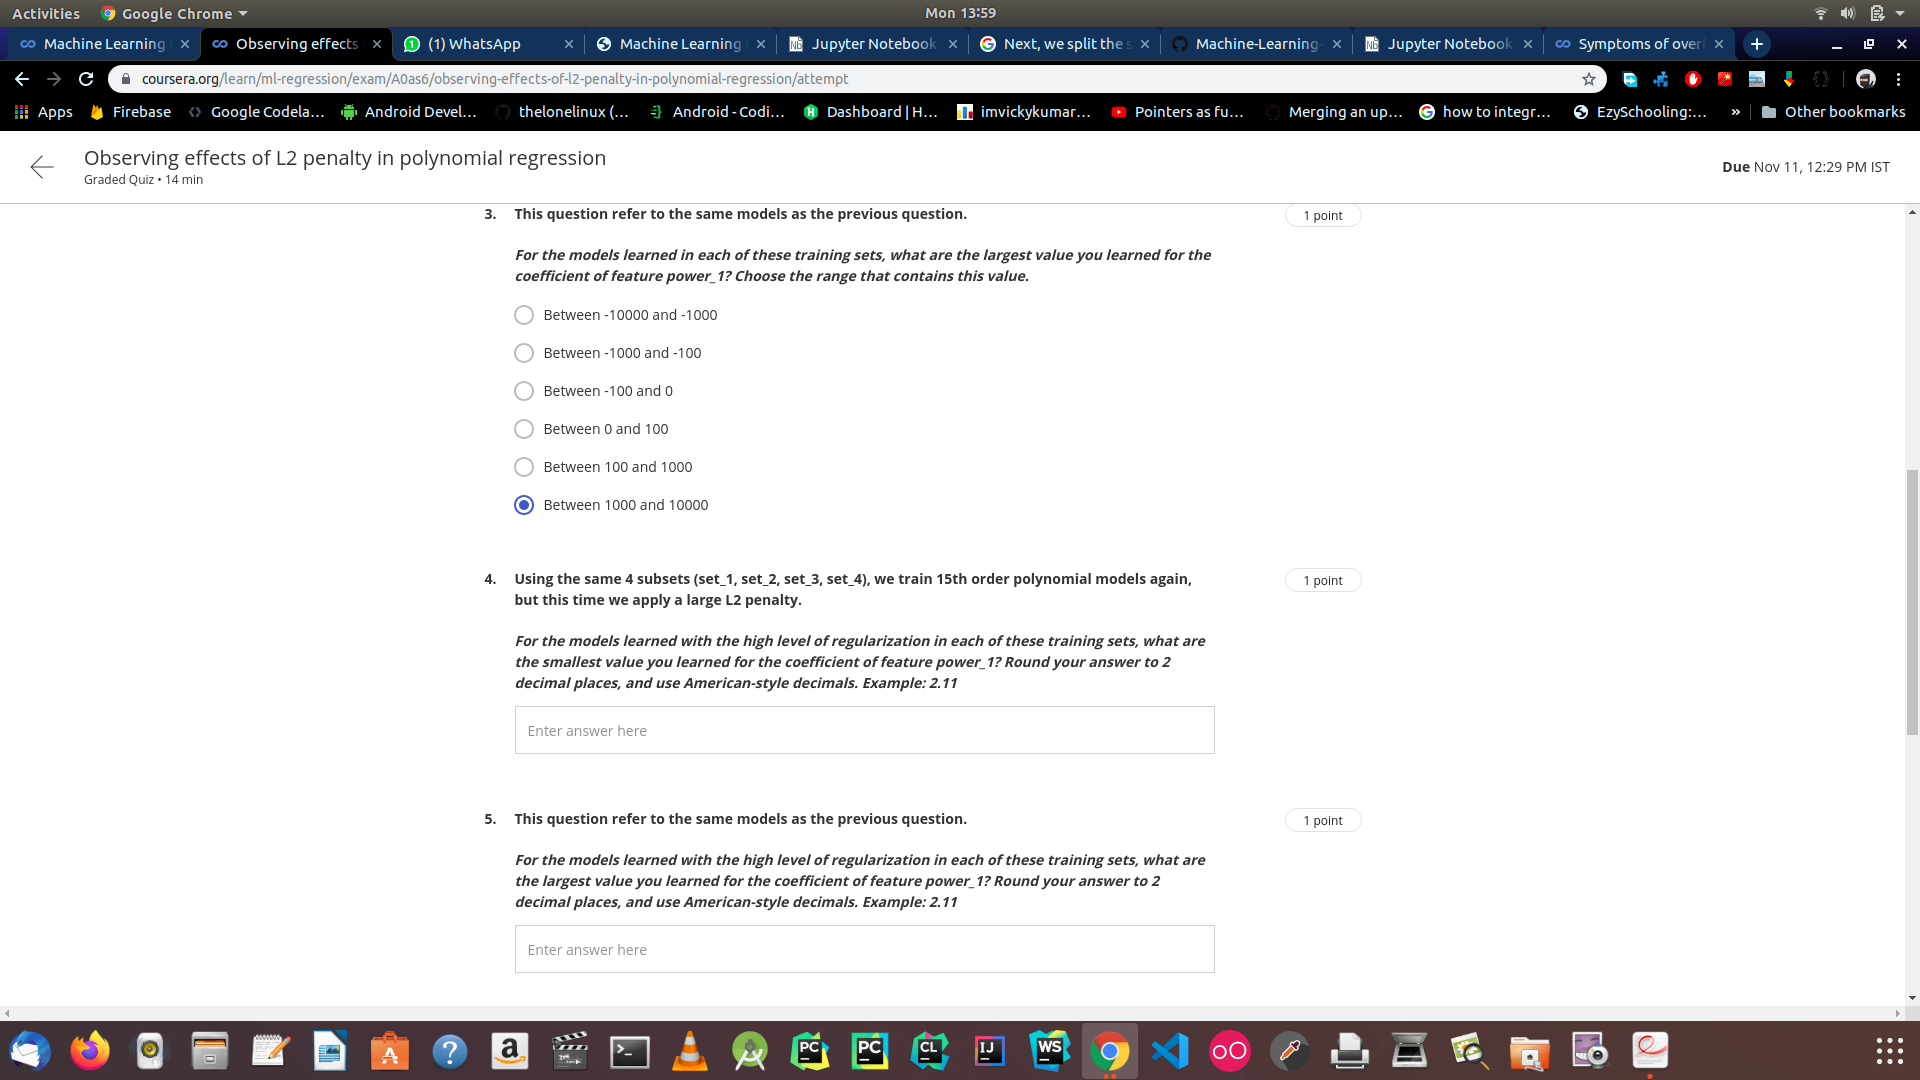 Activities Google Chrome Mon 13:59
Machine Learning Observing effects (1) WhatsApp Machine Learning Jupyter Notebook Next, we split the s Machine-Learning- Jupyter Notebook Symptoms of over
coursera.org/learn/ml-regression/exam/A0as6/observing-effects-of-l2-penalty-in-polynomial-regression/attempt
Apps Firebase Google Codela... Android Devel... thelonelinux (... Android - Codi... Dashboard | H... imvickykumar... Pointers as fu... Merging an up... how to integr... EzySchooling:... » Other bookmarks
Observing effects of L2 penalty in polynomial regression
Graded Quiz • 14 min
Due Nov 11, 12:29 PM IST
3. This question refer to the same models as the previous question.
1 point
For the models learned in each of these training sets, what are the largest value you learned for the
coefficient of feature power_1? Choose the range that contains this value.
Between -10000 and -1000
Between -1000 and -100
Between -100 and 0
Between 0 and 100
Between 100 and 1000
Between 1000 and 10000
4. Using the same 4 subsets (set_1, set_2, set_3, set_4), we train 15th order polynomial models again,
but this time we apply a large L2 penalty.
1 point
For the models learned with the high level of regularization in each of these training sets, what are
the smallest value you learned for the coefficient of feature power_1? Round your answer to 2
decimal places, and use American-style decimals. Example: 2.11
Enter answer here
5. This question refer to the same models as the previous question.
1 point
For the models learned with the high level of regularization in each of these training sets, what are
the largest value you learned for the coefficient of feature power_1? Round your answer to 2
decimal places, and use American-style decimals. Example: 2.11
Enter answer here
PC PC CL IJ WS